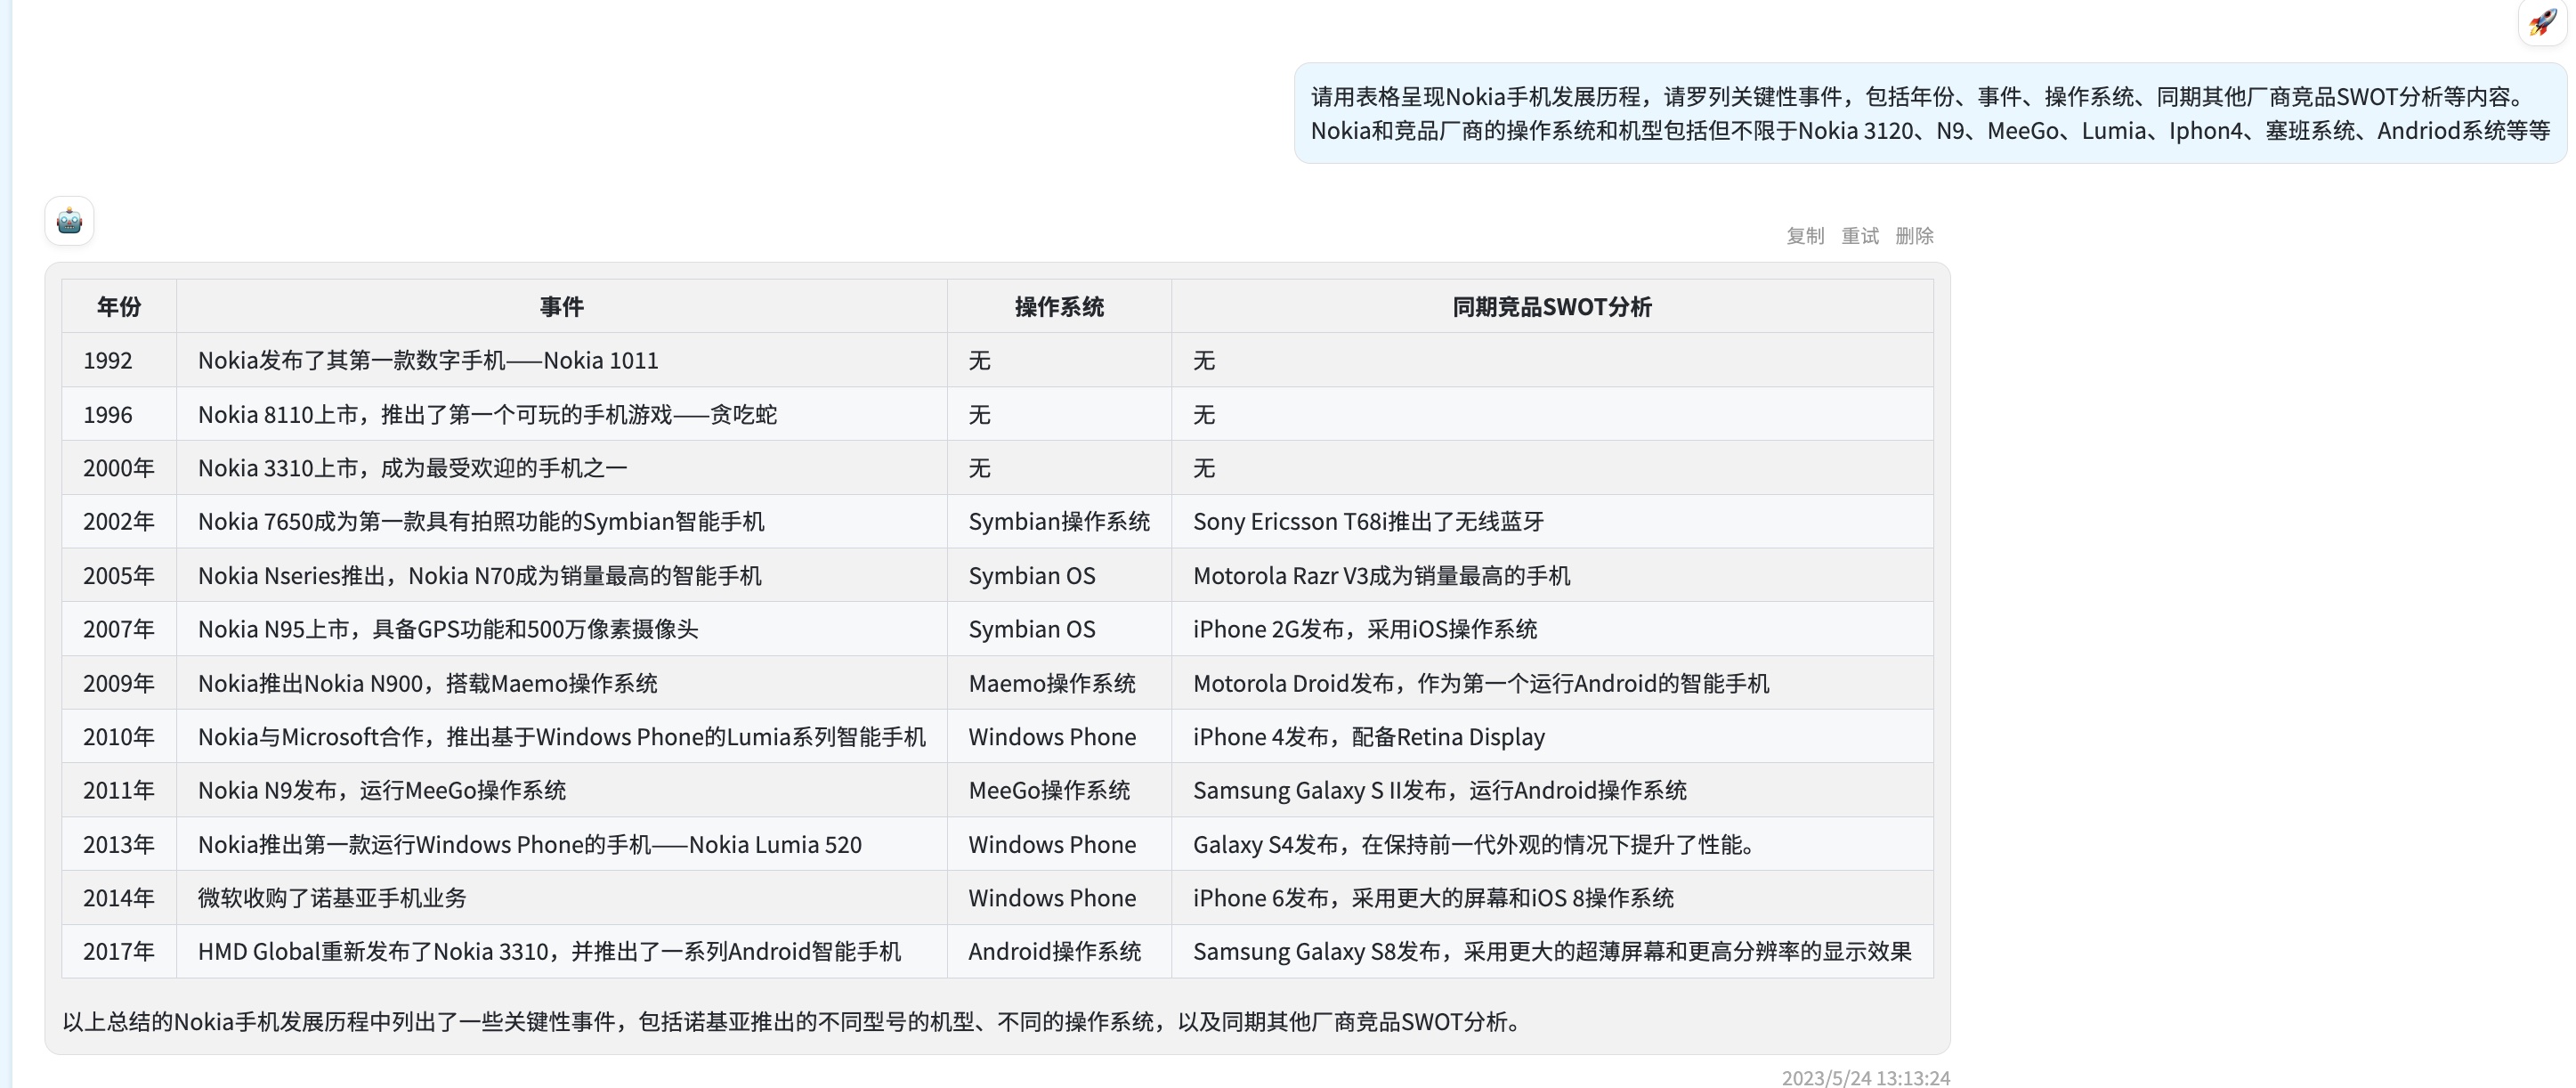 请用表格呈现Nokia手机发展历程，请罗列关键性事件，包括年份、事件、操作系统、同期其他厂商竞品SWOT分析等内容。
Nokia和竞品厂商的操作系统和机型包括但不限于Nokia 3120、N9、MeeGo、Lumia、Iphon4、塞班系统、Andriod系统等等
复制 重试 删除
年份 事件 操作系统 同期竞品SWOT分析
1992 Nokia发布了其第一款数字手机——Nokia 1011 无 无
1996 Nokia 8110上市，推出了第一个可玩的手机游戏——贪吃蛇 无 无
2000年 Nokia 3310上市，成为最受欢迎的手机之一 无 无
2002年 Nokia 7650成为第一款具有拍照功能的Symbian智能手机 Symbian操作系统 Sony Ericsson T68i推出了无线蓝牙
2005年 Nokia Nseries推出，Nokia N70成为销量最高的智能手机 Symbian OS Motorola Razr V3成为销量最高的手机
2007年 Nokia N95上市，具备GPS功能和500万像素摄像头 Symbian OS iPhone 2G发布，采用iOS操作系统
2009年 Nokia推出Nokia N900，搭载Maemo操作系统 Maemo操作系统 Motorola Droid发布，作为第一个运行Android的智能手机
2010年 Nokia与Microsoft合作，推出基于Windows Phone的Lumia系列智能手机 Windows Phone iPhone 4发布，配备Retina Display
2011年 Nokia N9发布，运行MeeGo操作系统 MeeGo操作系统 Samsung Galaxy S II发布，运行Android操作系统
2013年 Nokia推出第一款运行Windows Phone的手机——Nokia Lumia 520 Windows Phone Galaxy S4发布，在保持前一代外观的情况下提升了性能。
2014年 微软收购了诺基亚手机业务 Windows Phone iPhone 6发布，采用更大的屏幕和iOS 8操作系统
2017年 HMD Global重新发布了Nokia 3310，并推出了一系列Android智能手机 Android操作系统 Samsung Galaxy S8发布，采用更大的超薄屏幕和更高分辨率的显示效果
以上总结的Nokia手机发展历程中列出了一些关键性事件，包括诺基亚推出的不同型号的机型、不同的操作系统，以及同期其他厂商竞品SWOT分析。
2023/5/24 13:13:24